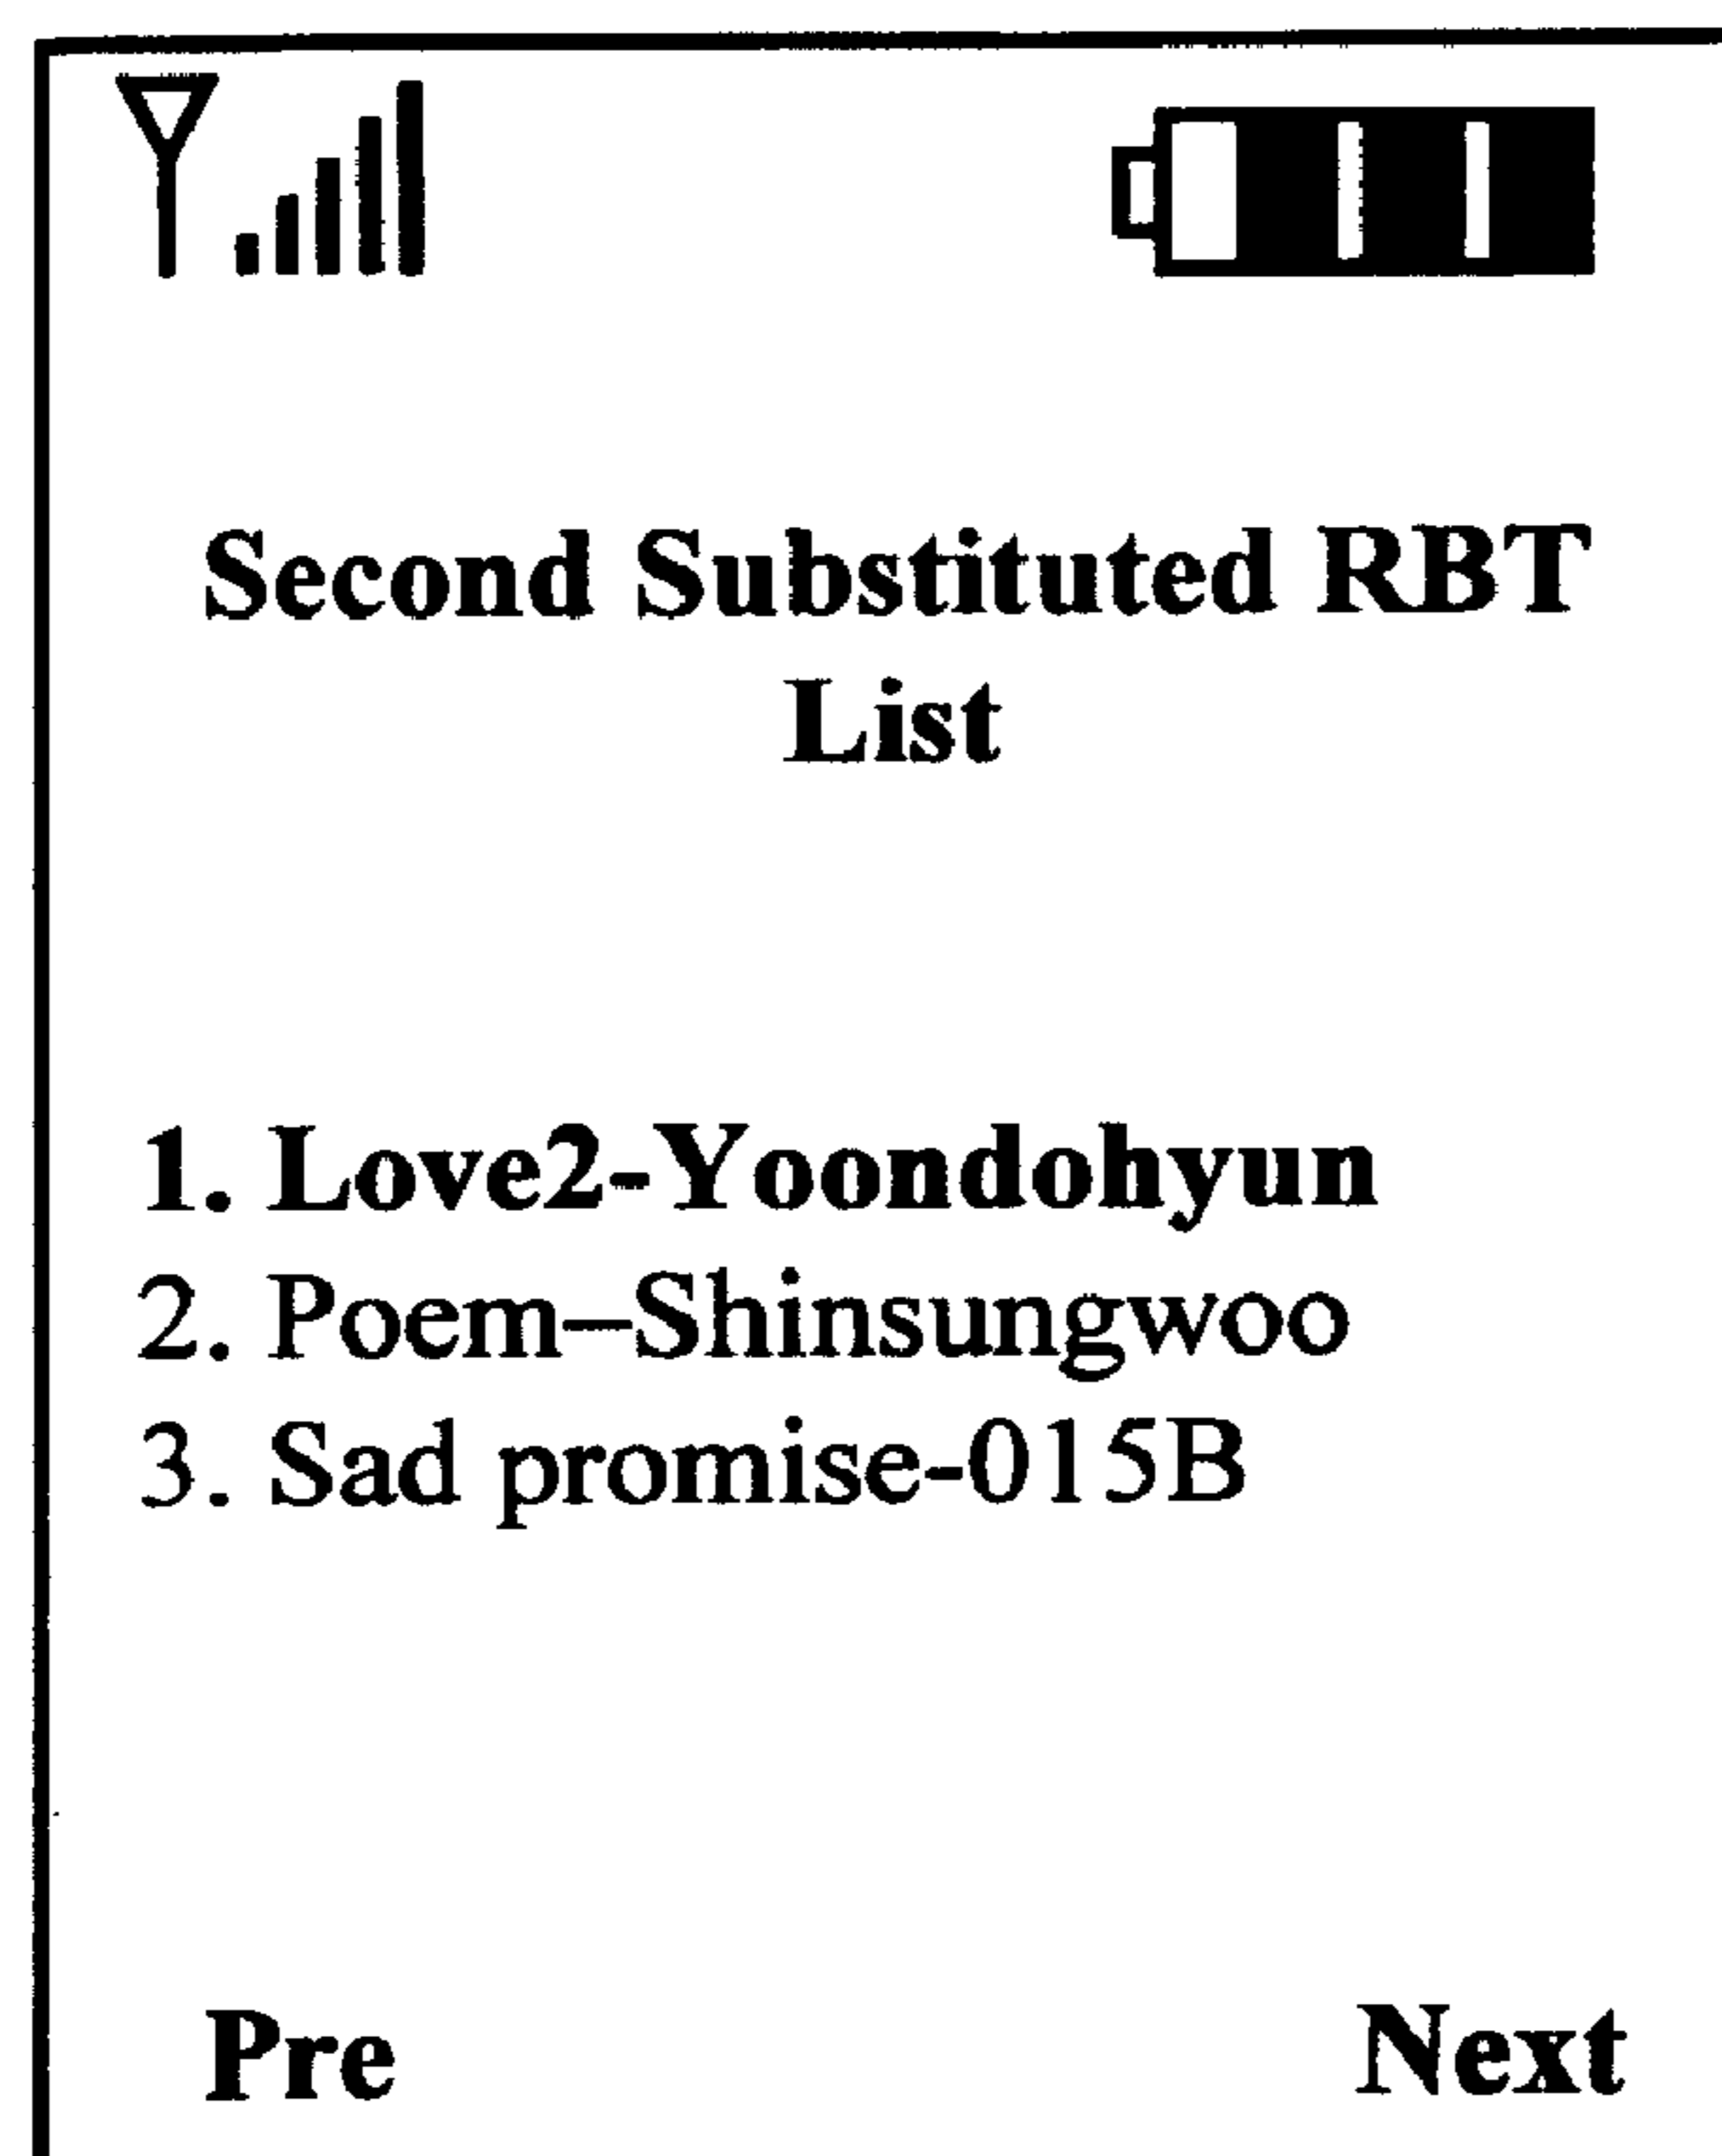 Second Substituted RBT
List
1. Love2-Yoondohyun
2. Poem–Shinsungwoo
3. Sad promise-015B
Pre Next